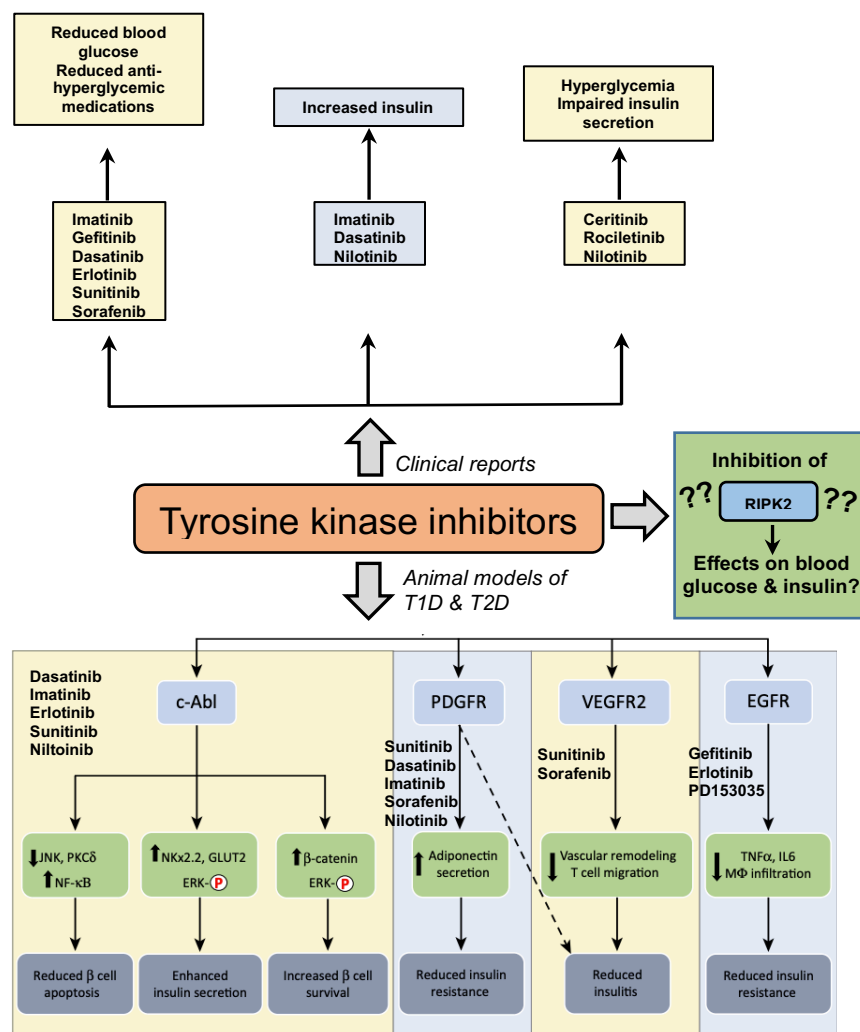 Reduced blood
glucose
Reduced anti-
hyperglycemic
medications
Increased insulin
Hyperglycemia
Impaired insulin
secretion
Imatinib
Gefitinib
Dasatinib
Erlotinib
Sunitinib
Sorafenib
Imatinib
Dasatinib
Nilotinib
Ceritinib
Rociletinib
Nilotinib
Clinical reports
Tyrosine kinase inhibitors
Inhibition of
??
RIPK2
??
Effects on blood
glucose & insulin?
Animal models of
T1D & T2D
Dasatinib
Imatinib
Erlotinib
Sunitinib
Niltoinib
c-Abl
PDGFR
VEGFR2
EGFR
Sunitinib
Dasatinib
Imatinib
Sorafenib
Nilotinib
Sunitinib
Sorafenib
Gefitinib
Erlotinib
PD153035
JNK, PKCδ
NF-κB
NKx2.2, GLUT2
ERK-P
β-catenin
ERK-P
Adiponectin
secretion
Vascular remodeling
T cell migration
TNFα, IL6
MΦ infiltration
Reduced β cell
apoptosis
Enhanced
insulin secretion
Increased β cell
survival
Reduced insulin
resistance
Reduced
insulitis
Reduced insulin
resistance